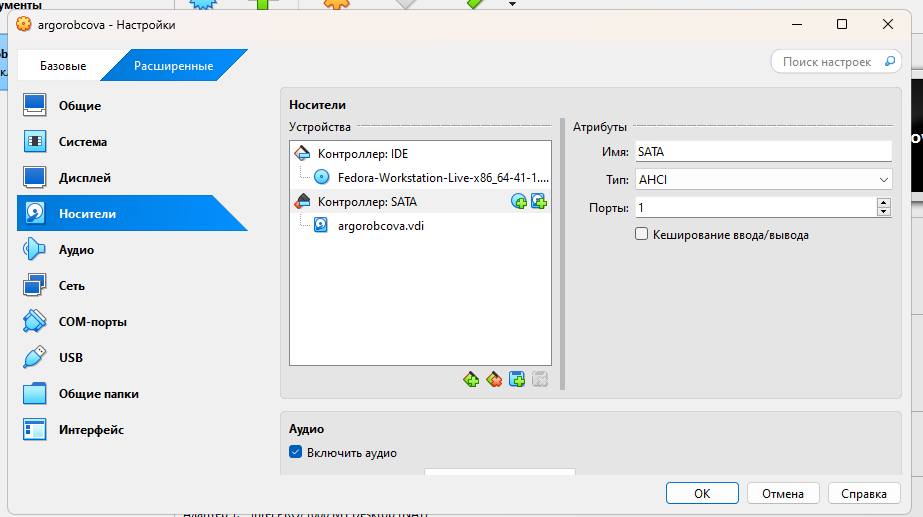 ументы
argorobcova - Настройки
Базовые
Расширенные
Поиск настроек
Общие
Система
Дисплей
Носители
Аудио
Сеть
COM-порты
USB
Общие папки
Интерфейс
Носители
Устройства
Контроллер: IDE
Fedora-Workstation-Live-x86_64-41-1....
Контроллер: SATA
argorobcova.vdi
Атрибуты
Имя: SATA
Тип: AHCI
Порты: 1
Кеширование ввода/вывода
Аудио
Включить аудио
OK
Отмена
Справка